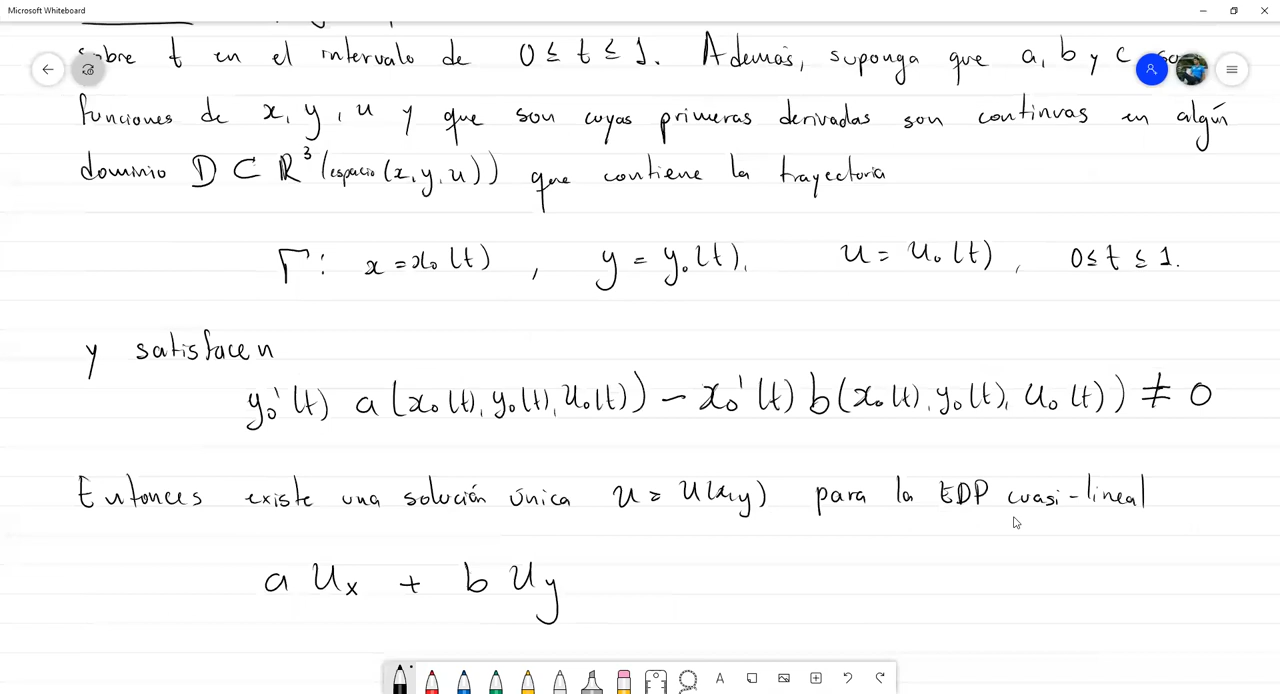 Microsoft Whiteboard
sobre t en el intervalo de 0 ≤ t ≤ 1. Además, suponga que a, b y c son
funciones de x, y, u y que son cuyas primeras derivadas son continuas en algún
dominio D ⊂ ℝ³ (espacio (x, y, u)) que contiene la trayectoria
Γ: x = x₀(t), y = y₀(t), u = u₀(t), 0 ≤ t ≤ 1.
y satisfacen
y₀'(t) a(x₀(t), y₀(t), u₀(t)) − x₀'(t) b(x₀(t), y₀(t), u₀(t)) ≠ 0
Entonces existe una solución única u = u(x,y) para la EDP cuasi-lineal
a uₓ + b u_y
A